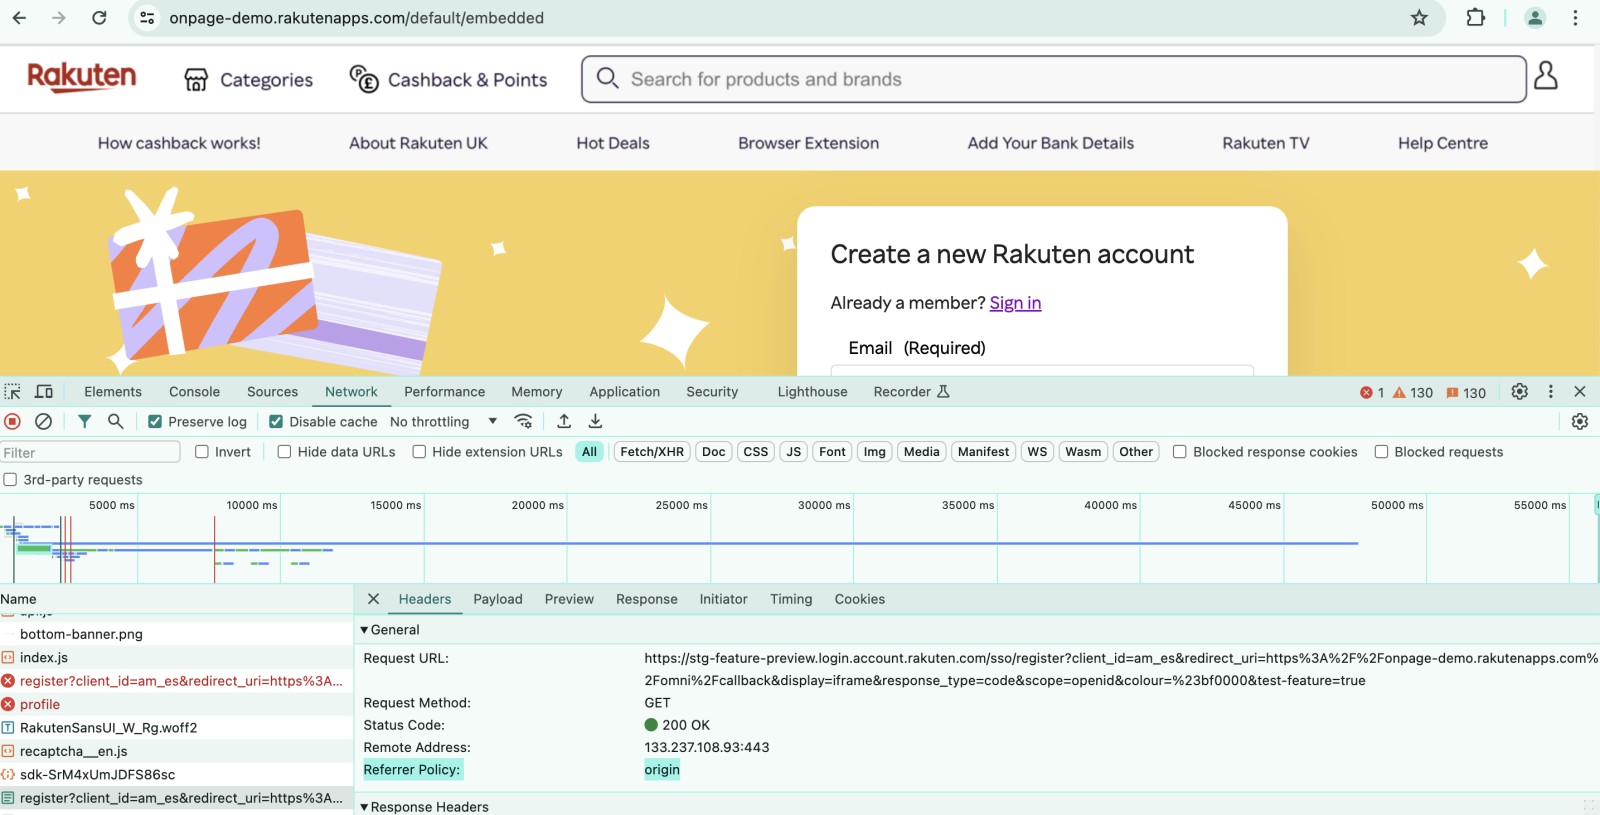 onpage-demo.rakutenapps.com/default/embedded
Rakuten
Categories
Cashback & Points
Search for products and brands
How cashback works!
About Rakuten UK
Hot Deals
Browser Extension
Add Your Bank Details
Rakuten TV
Help Centre
Create a new Rakuten account
Already a member? Sign in
Email (Required)
Elements Console Sources Network Performance Memory Application Security Lighthouse Recorder 1 130 130
Preserve log Disable cache No throttling
Filter Invert Hide data URLs Hide extension URLs All Fetch/XHR Doc CSS JS Font Img Media Manifest WS Wasm Other Blocked response cookies Blocked requests
3rd-party requests
5000 ms 10000 ms 15000 ms 20000 ms 25000 ms 30000 ms 35000 ms 40000 ms 45000 ms 50000 ms 55000 ms
Name
bottom-banner.png
index.js
register?client_id=am_es&redirect_uri=https%3A...
profile
RakutenSansUI_W_Rg.woff2
recaptcha__en.js
sdk-SrM4xUmJDFS86sc
register?client_id=am_es&redirect_uri=https%3A...
Headers Payload Preview Response Initiator Timing Cookies
General
Request URL: https://stg-feature-preview.login.account.rakuten.com/sso/register?client_id=am_es&redirect_uri=https%3A%2F%2Fonpage-demo.rakutenapps.com%
2Fomni%2Fcallback&display=iframe&response_type=code&scope=openid&colour=%23bf0000&test-feature=true
Request Method: GET
Status Code: 200 OK
Remote Address: 133.237.108.93:443
Referrer Policy: origin
Response Headers